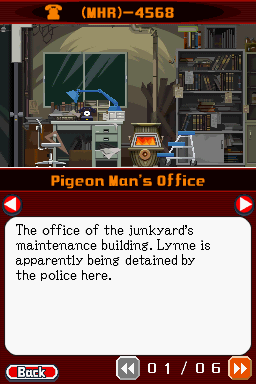 (MHR)-4568
Pigeon Man's Office
The office of the junkyard's
maintenance building. Lynne is
apparently being detained by
the police here.
Back
01/06